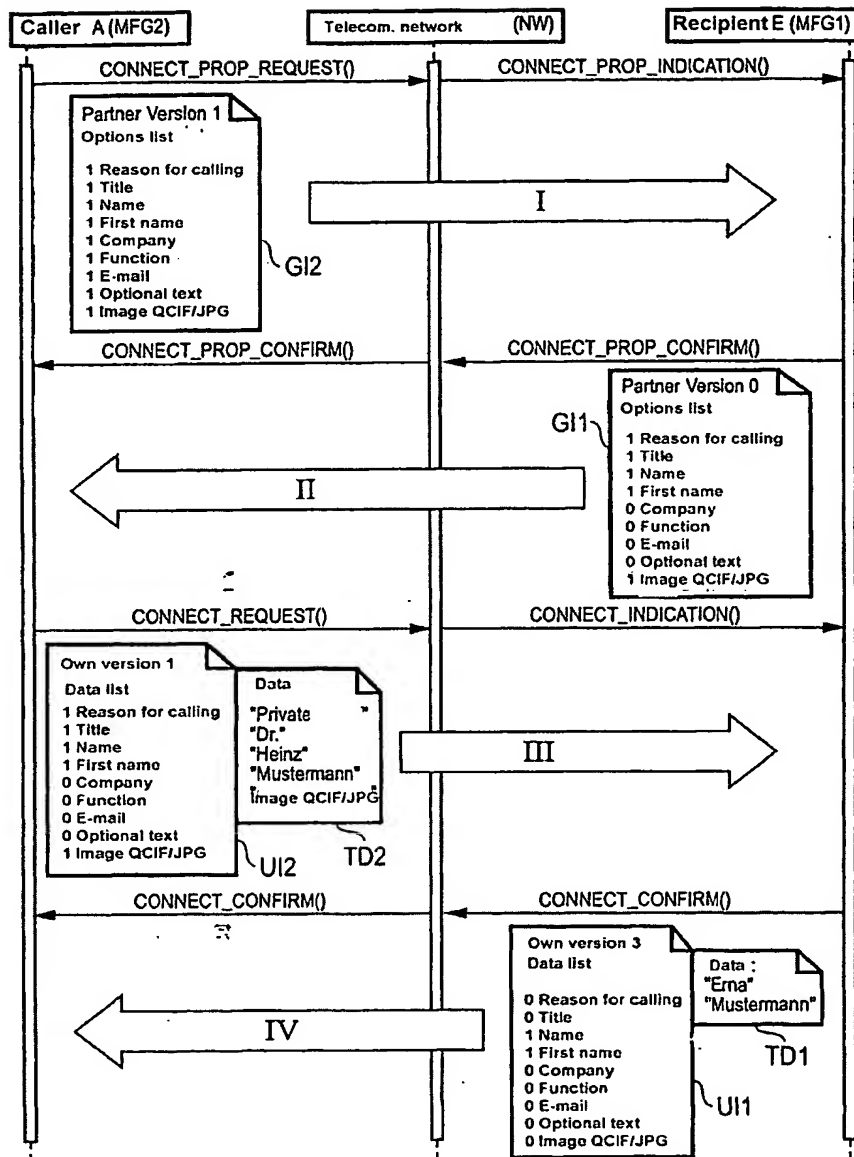 Caller A (MFG2)
Telecom. network (NW)
Recipient E (MFG1)
CONNECT_PROP_REQUEST()
CONNECT_PROP_INDICATION()
Partner Version 1
Options list
1 Reason for calling
1 Title
1 Name
1 First name
1 Company
1 Function
1 E-mail
1 Optional text
1 Image QCIF/JPG
GI2
I
CONNECT_PROP_CONFIRM()
CONNECT_PROP_CONFIRM()
Partner Version 0
Options list
1 Reason for calling
1 Title
1 Name
1 First name
0 Company
0 Function
0 E-mail
0 Optional text
1 Image QCIF/JPG
GI1
II
CONNECT_REQUEST()
CONNECT_INDICATION()
Own version 1
Data list
1 Reason for calling
1 Title
1 Name
1 First name
0 Company
0 Function
0 E-mail
0 Optional text
1 Image QCIF/JPG
UI2
Data
"Private "
"Dr."
"Heinz"
"Mustermann"
"Image QCIF/JPG"
TD2
III
CONNECT_CONFIRM()
CONNECT_CONFIRM()
Own version 3
Data list
0 Reason for calling
0 Title
1 Name
1 First name
0 Company
0 Function
0 E-mail
0 Optional text
0 Image QCIF/JPG
UI1
Data :
"Erna"
"Mustermann"
TD1
IV